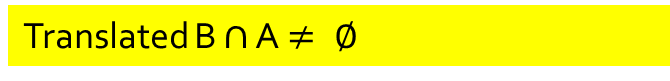 Translated B ∩ A ≠ ∅